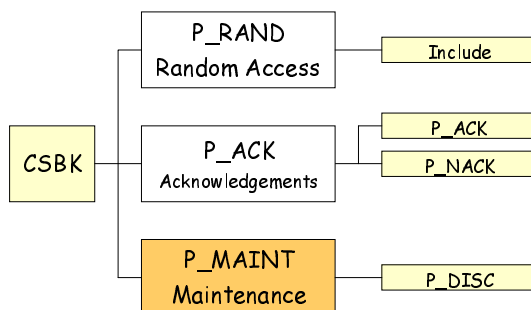 P_RAND
Random Access
Include
CSBK
P_ACK
Acknowledgements
P_ACK
P_NACK
P_MAINT
Maintenance
P_DISC